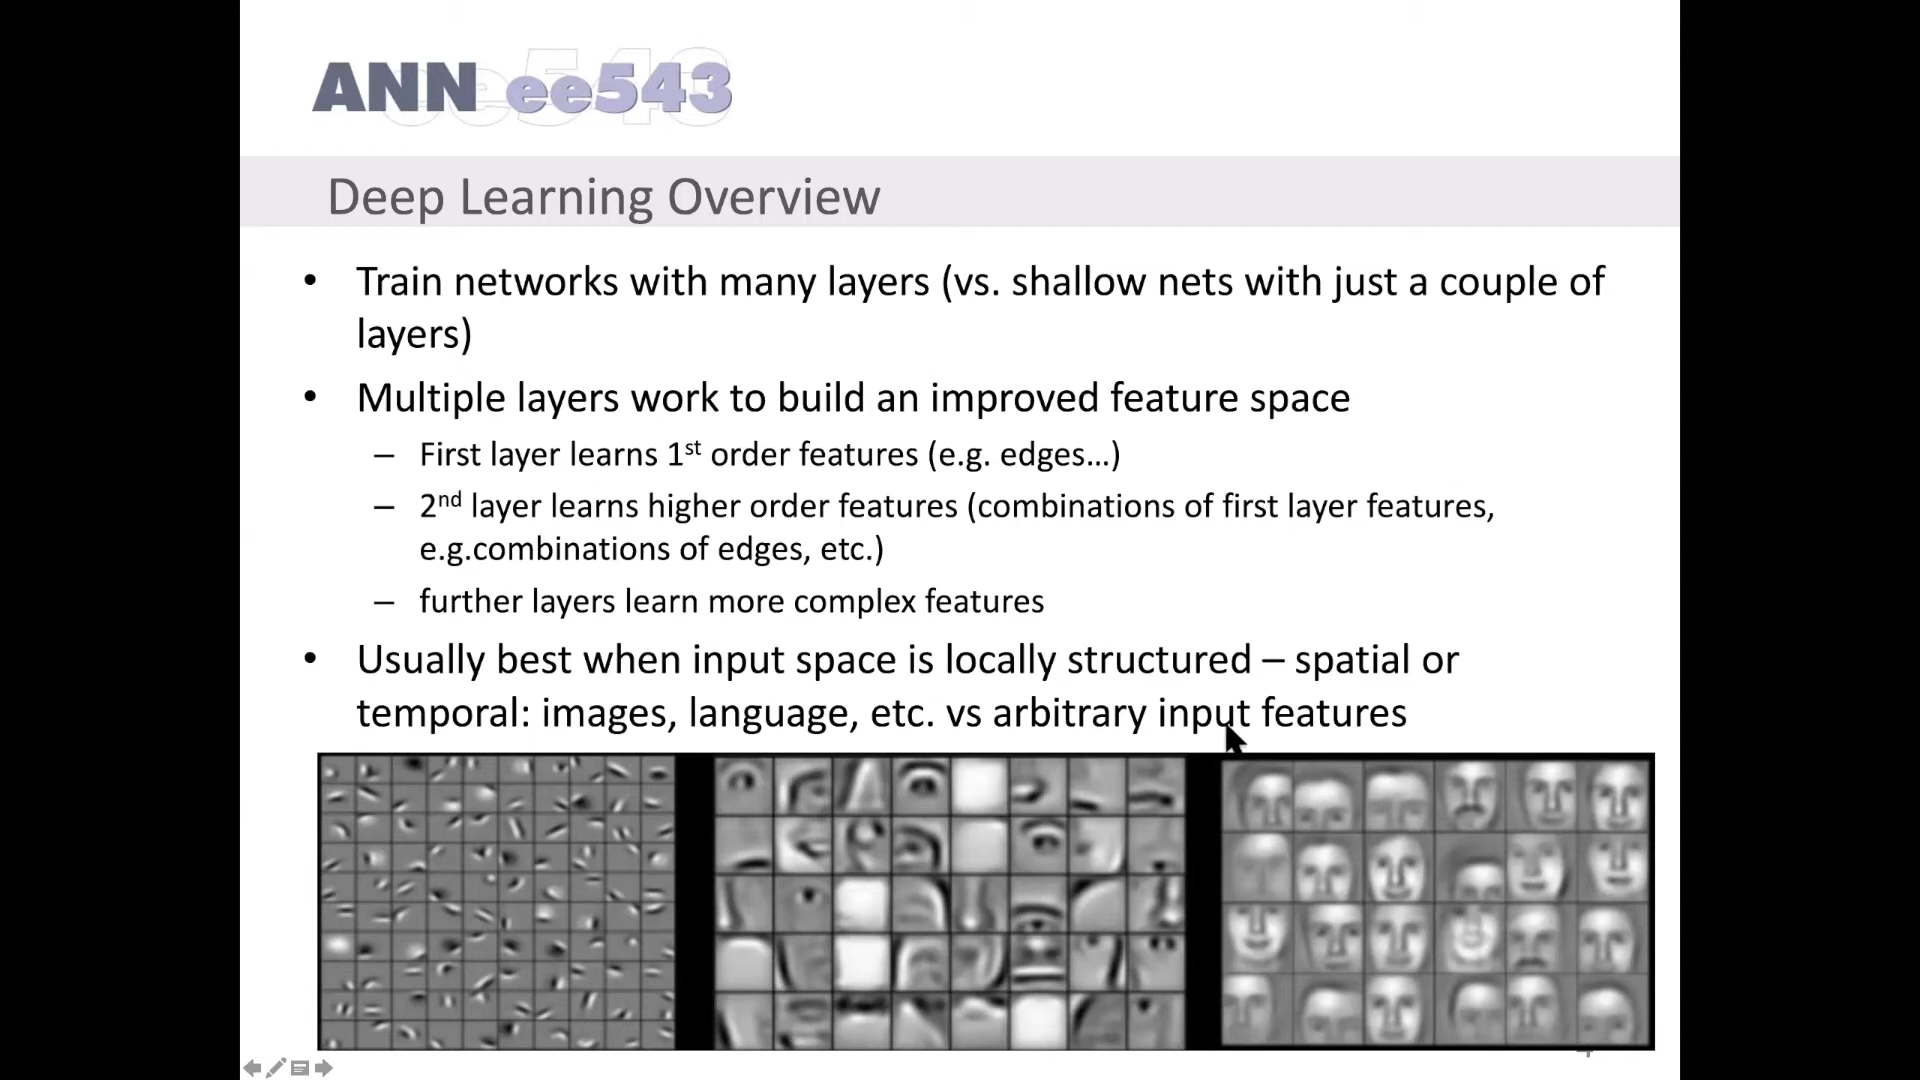 ANN ee543
Deep Learning Overview
• Train networks with many layers (vs. shallow nets with just a couple of
layers)
• Multiple layers work to build an improved feature space
– First layer learns 1st order features (e.g. edges...)
– 2nd layer learns higher order features (combinations of first layer features,
e.g.combinations of edges, etc.)
– further layers learn more complex features
• Usually best when input space is locally structured – spatial or
temporal: images, language, etc. vs arbitrary input features